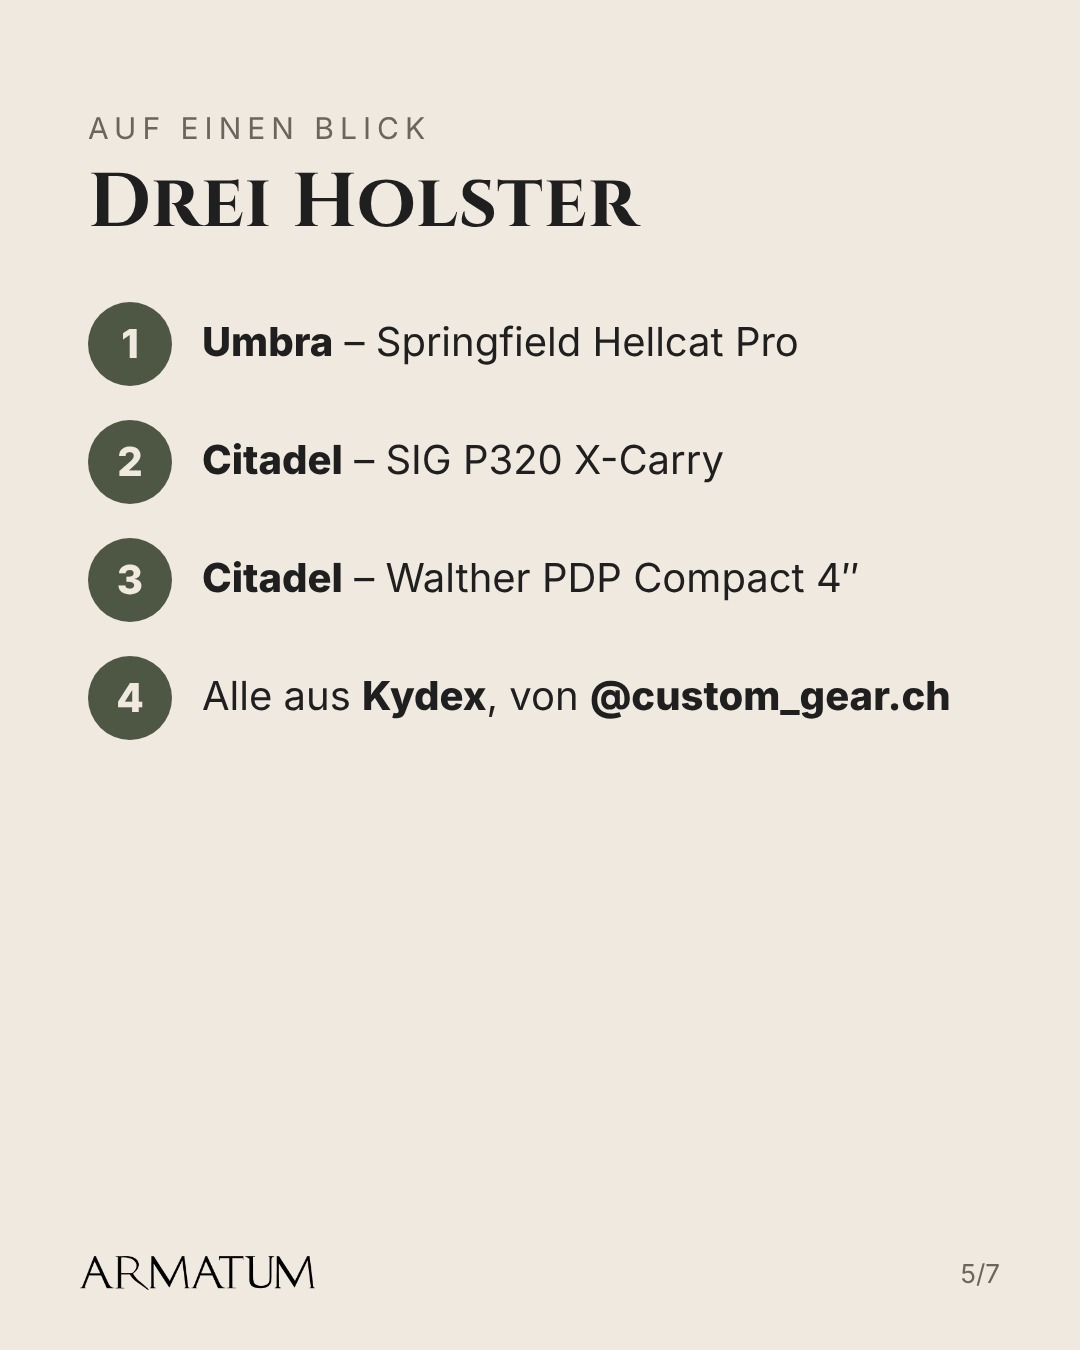 AUF EINEN BLICK
DREI HOLSTER
1 Umbra – Springfield Hellcat Pro
2 Citadel – SIG P320 X-Carry
3 Citadel – Walther PDP Compact 4″
4 Alle aus Kydex, von @custom_gear.ch
ARMATUM
5/7